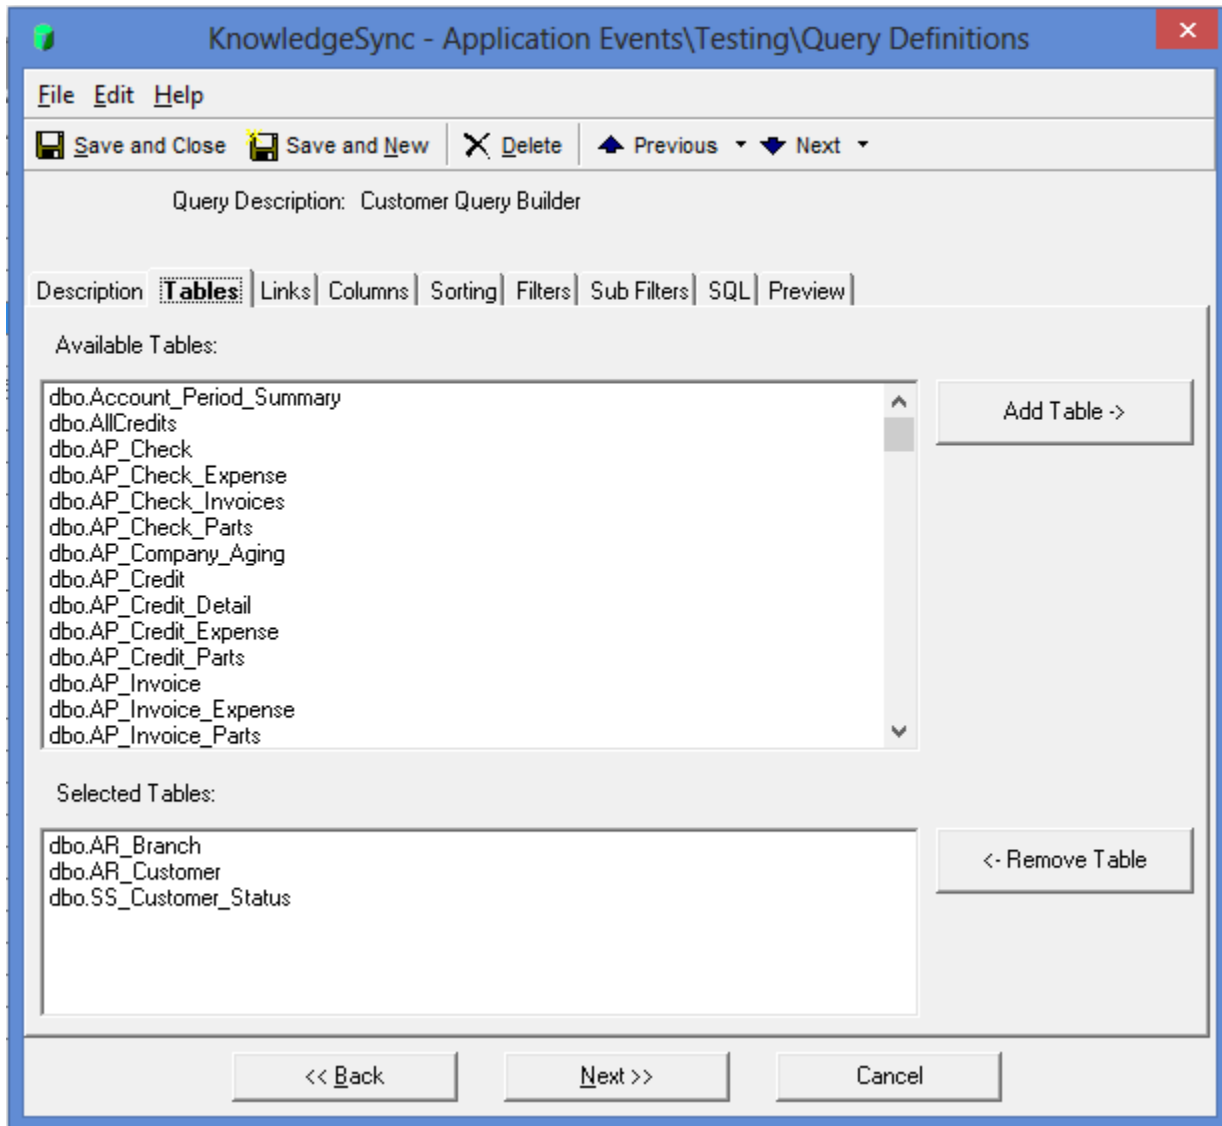 KnowledgeSync - Application Events\Testing\Query Definitions
File Edit Help
Save and Close Save and New Delete Previous Next
Query Description: Customer Query Builder
Description Tables Links Columns Sorting Filters Sub Filters SQL Preview
Available Tables:
dbo.Account_Period_Summary
dbo.AllCredits
dbo.AP_Check
dbo.AP_Check_Expense
dbo.AP_Check_Invoices
dbo.AP_Check_Parts
dbo.AP_Company_Aging
dbo.AP_Credit
dbo.AP_Credit_Detail
dbo.AP_Credit_Expense
dbo.AP_Credit_Parts
dbo.AP_Invoice
dbo.AP_Invoice_Expense
dbo.AP_Invoice_Parts
Add Table ->
Selected Tables:
dbo.AR_Branch
dbo.AR_Customer
dbo.SS_Customer_Status
<- Remove Table
<< Back Next >> Cancel